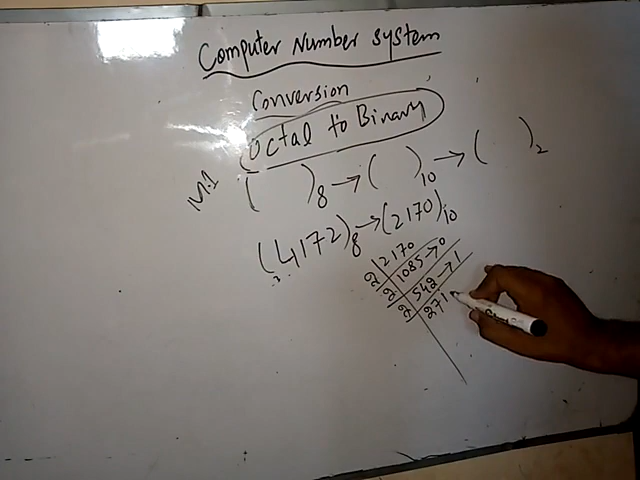 Computer Number system
Conversion
Octal to Binary
M.1 ( )8 → ( )10 → ( )2
(4172)8 → (2170)10
2 2170
2 1085 → 0
2 542 → 1
271